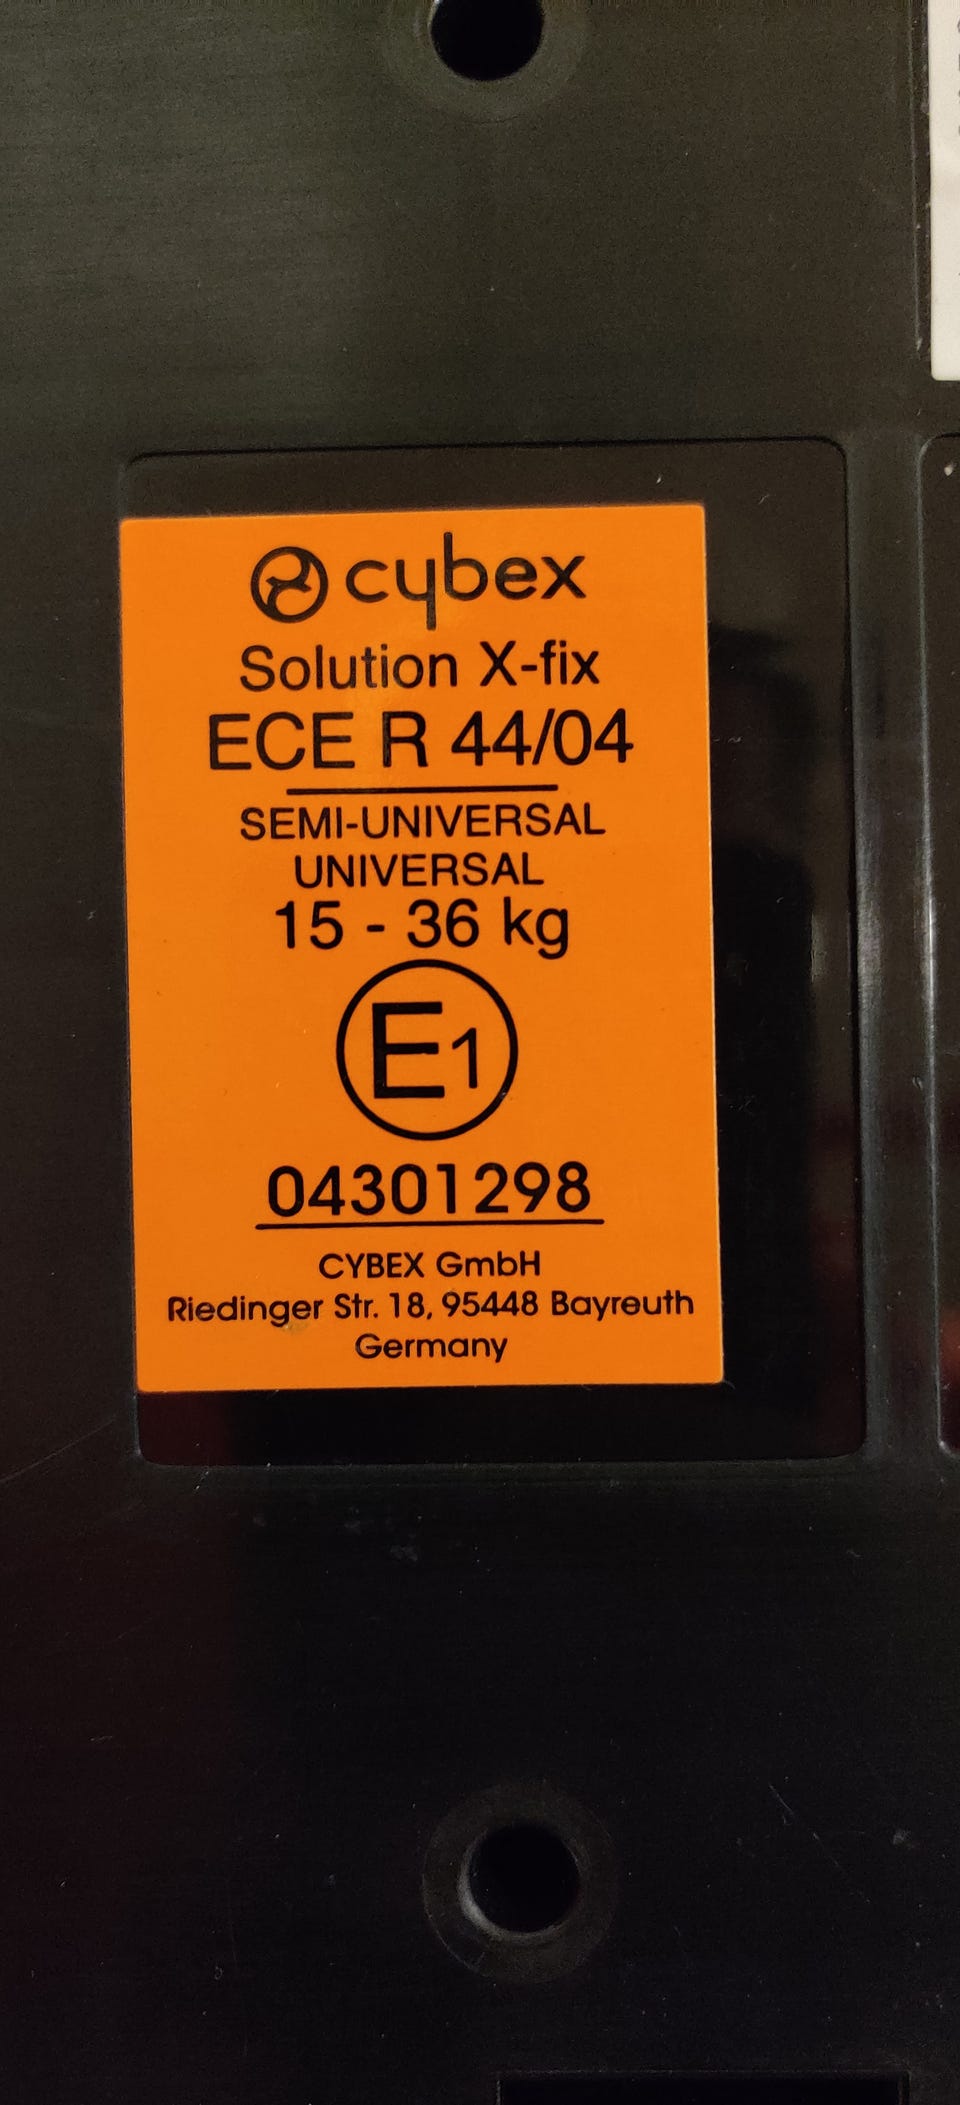 cybex
Solution X-fix
ECE R 44/04
SEMI-UNIVERSAL
UNIVERSAL
15 - 36 kg
E1
04301298
CYBEX GmbH
Riedinger Str. 18, 95448 Bayreuth
Germany